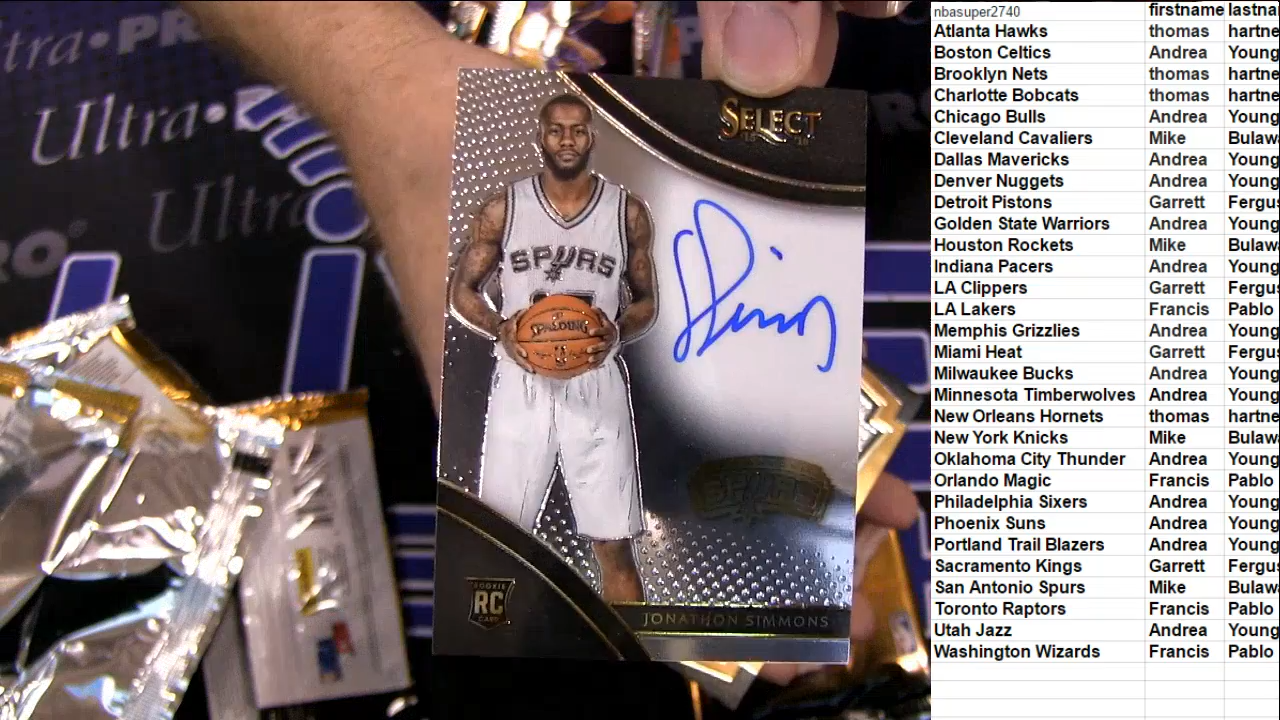 tra•PR
Ultra•P
Ultra
RO
PRO®
SELECT
SPURS
SPALDING
SPURS
ROOKIE
RC
CARD
JONATHON SIMMONS
nbasuper2740 firstname lastna
Atlanta Hawks thomas hartne
Boston Celtics Andrea Young
Brooklyn Nets thomas hartne
Charlotte Bobcats thomas hartne
Chicago Bulls Andrea Young
Cleveland Cavaliers Mike Bulaw
Dallas Mavericks Andrea Young
Denver Nuggets Andrea Young
Detroit Pistons Garrett Fergus
Golden State Warriors Andrea Young
Houston Rockets Mike Bulaw
Indiana Pacers Andrea Young
LA Clippers Garrett Fergus
LA Lakers Francis Pablo
Memphis Grizzlies Andrea Young
Miami Heat Garrett Fergus
Milwaukee Bucks Andrea Young
Minnesota Timberwolves Andrea Young
New Orleans Hornets thomas hartne
New York Knicks Mike Bulaw
Oklahoma City Thunder Andrea Young
Orlando Magic Francis Pablo
Philadelphia Sixers Andrea Young
Phoenix Suns Andrea Young
Portland Trail Blazers Andrea Young
Sacramento Kings Garrett Fergus
San Antonio Spurs Mike Bulaw
Toronto Raptors Francis Pablo
Utah Jazz Andrea Young
Washington Wizards Francis Pablo